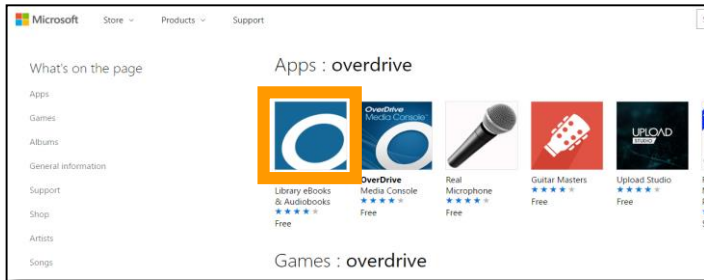 Microsoft Store Products Support
What's on the page
Apps
Games
Albums
General information
Support
Shop
Artists
Songs
Apps : overdrive
Library eBooks
& Audiobooks
Free
OverDrive
Media Console™
OverDrive
Media Console
Free
Real
Microphone
Free
Guitar Masters
Free
UPLOAD
STUDIO
Upload Studio
Free
Games : overdrive